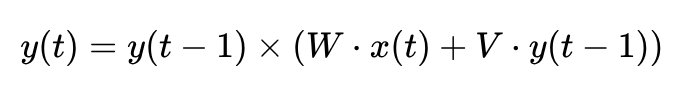 y(t) = y(t − 1) × (W · x(t) + V · y(t − 1))